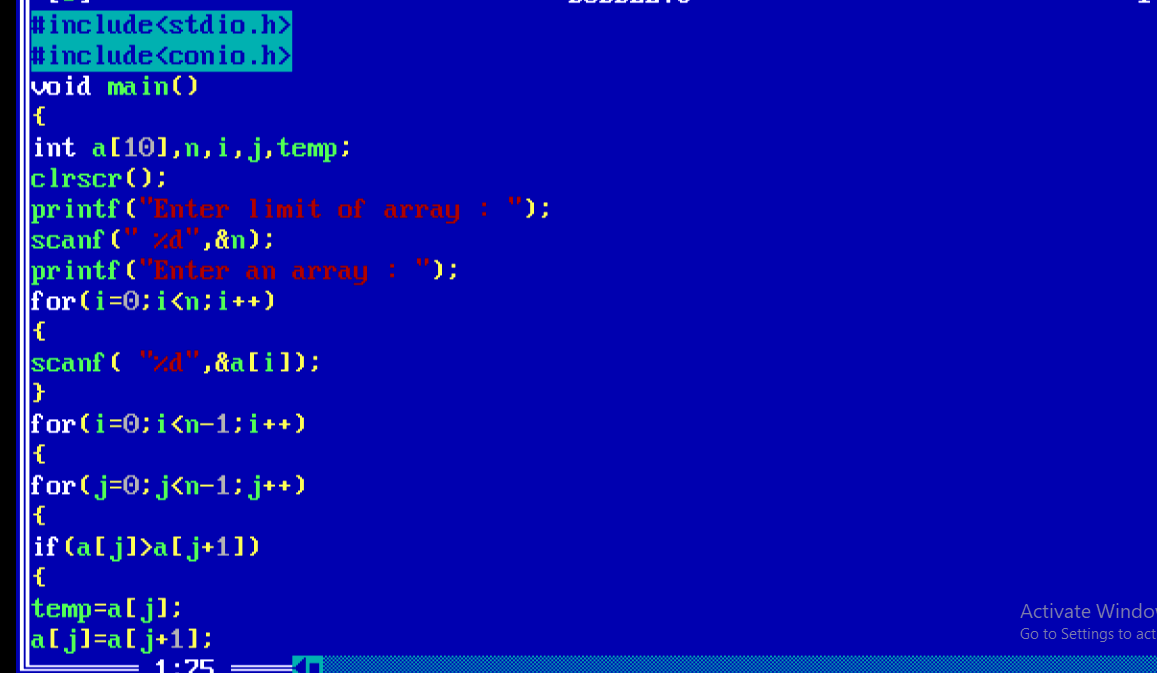 #include<stdio.h>
#include<conio.h>
void main()
{
int a[10],n,i,j,temp;
clrscr();
printf("Enter limit of array : ");
scanf(" %d",&n);
printf("Enter an array : ");
for(i=0;i<n;i++)
{
scanf( "%d",&a[i]);
}
for(i=0;i<n-1;i++)
{
for(j=0;j<n-1;j++)
{
if(a[j]>a[j+1])
{
temp=a[j];
a[j]=a[j+1];
1:25
Activate Windo
Go to Settings to act